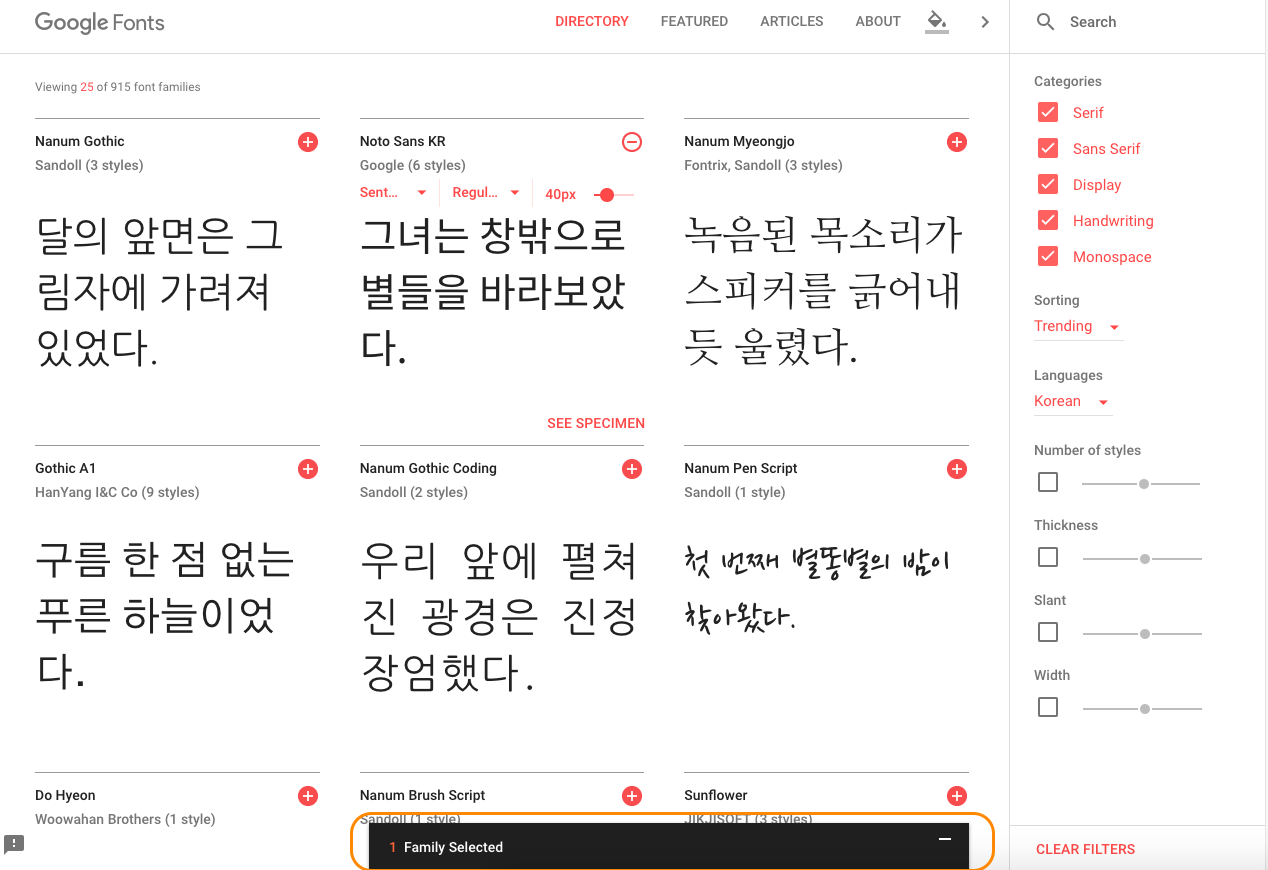 Google Fonts
DIRECTORY FEATURED ARTICLES ABOUT
Search
Viewing 25 of 915 font families
Nanum Gothic
Sandoll (3 styles)
달의 앞면은 그
림자에 가려져
있었다.
Noto Sans KR
Google (6 styles)
Sent... Regul... 40px
그녀는 창밖으로
별들을 바라보았
다.
SEE SPECIMEN
Nanum Myeongjo
Fontrix, Sandoll (3 styles)
녹음된 목소리가
스피커를 긁어내
듯 울렸다.
Gothic A1
HanYang I&C Co (9 styles)
구름 한 점 없는
푸른 하늘이었
다.
Nanum Gothic Coding
Sandoll (2 styles)
우리 앞에 펼쳐
진 광경은 진정
장엄했다.
Nanum Pen Script
Sandoll (1 style)
첫 번째 별똥별의 밤이
찾아왔다.
Do Hyeon
Woowahan Brothers (1 style)
Nanum Brush Script
Sandoll (1 style)
Sunflower
JIKJISOFT (3 styles)
1 Family Selected
Categories
Serif
Sans Serif
Display
Handwriting
Monospace
Sorting
Trending
Languages
Korean
Number of styles
Thickness
Slant
Width
CLEAR FILTERS